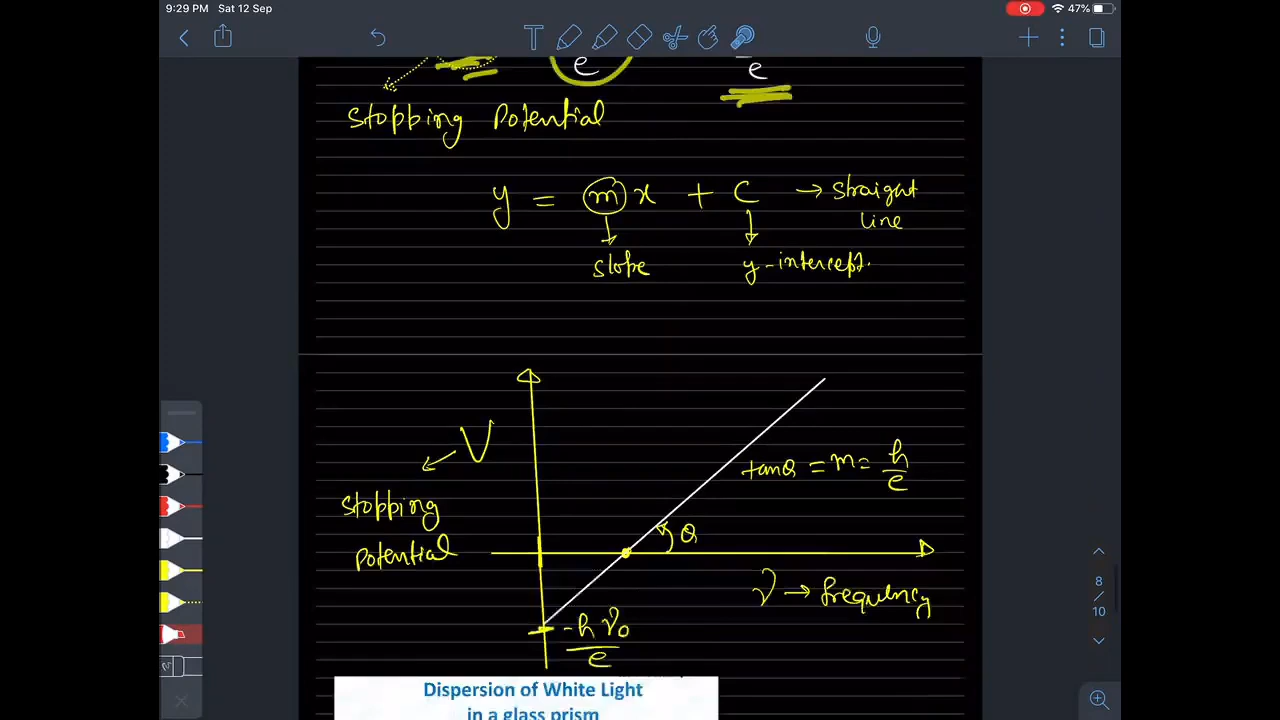 9:29 PM Sat 12 Sep
47%
e
e
Stopping Potential
y = m x + C → straight line
slope
y-intercept.
V
stopping potential
tanθ = m = h/e
θ
ν → frequency
-hν₀/e
8 / 10
Dispersion of White Light
in a glass prism